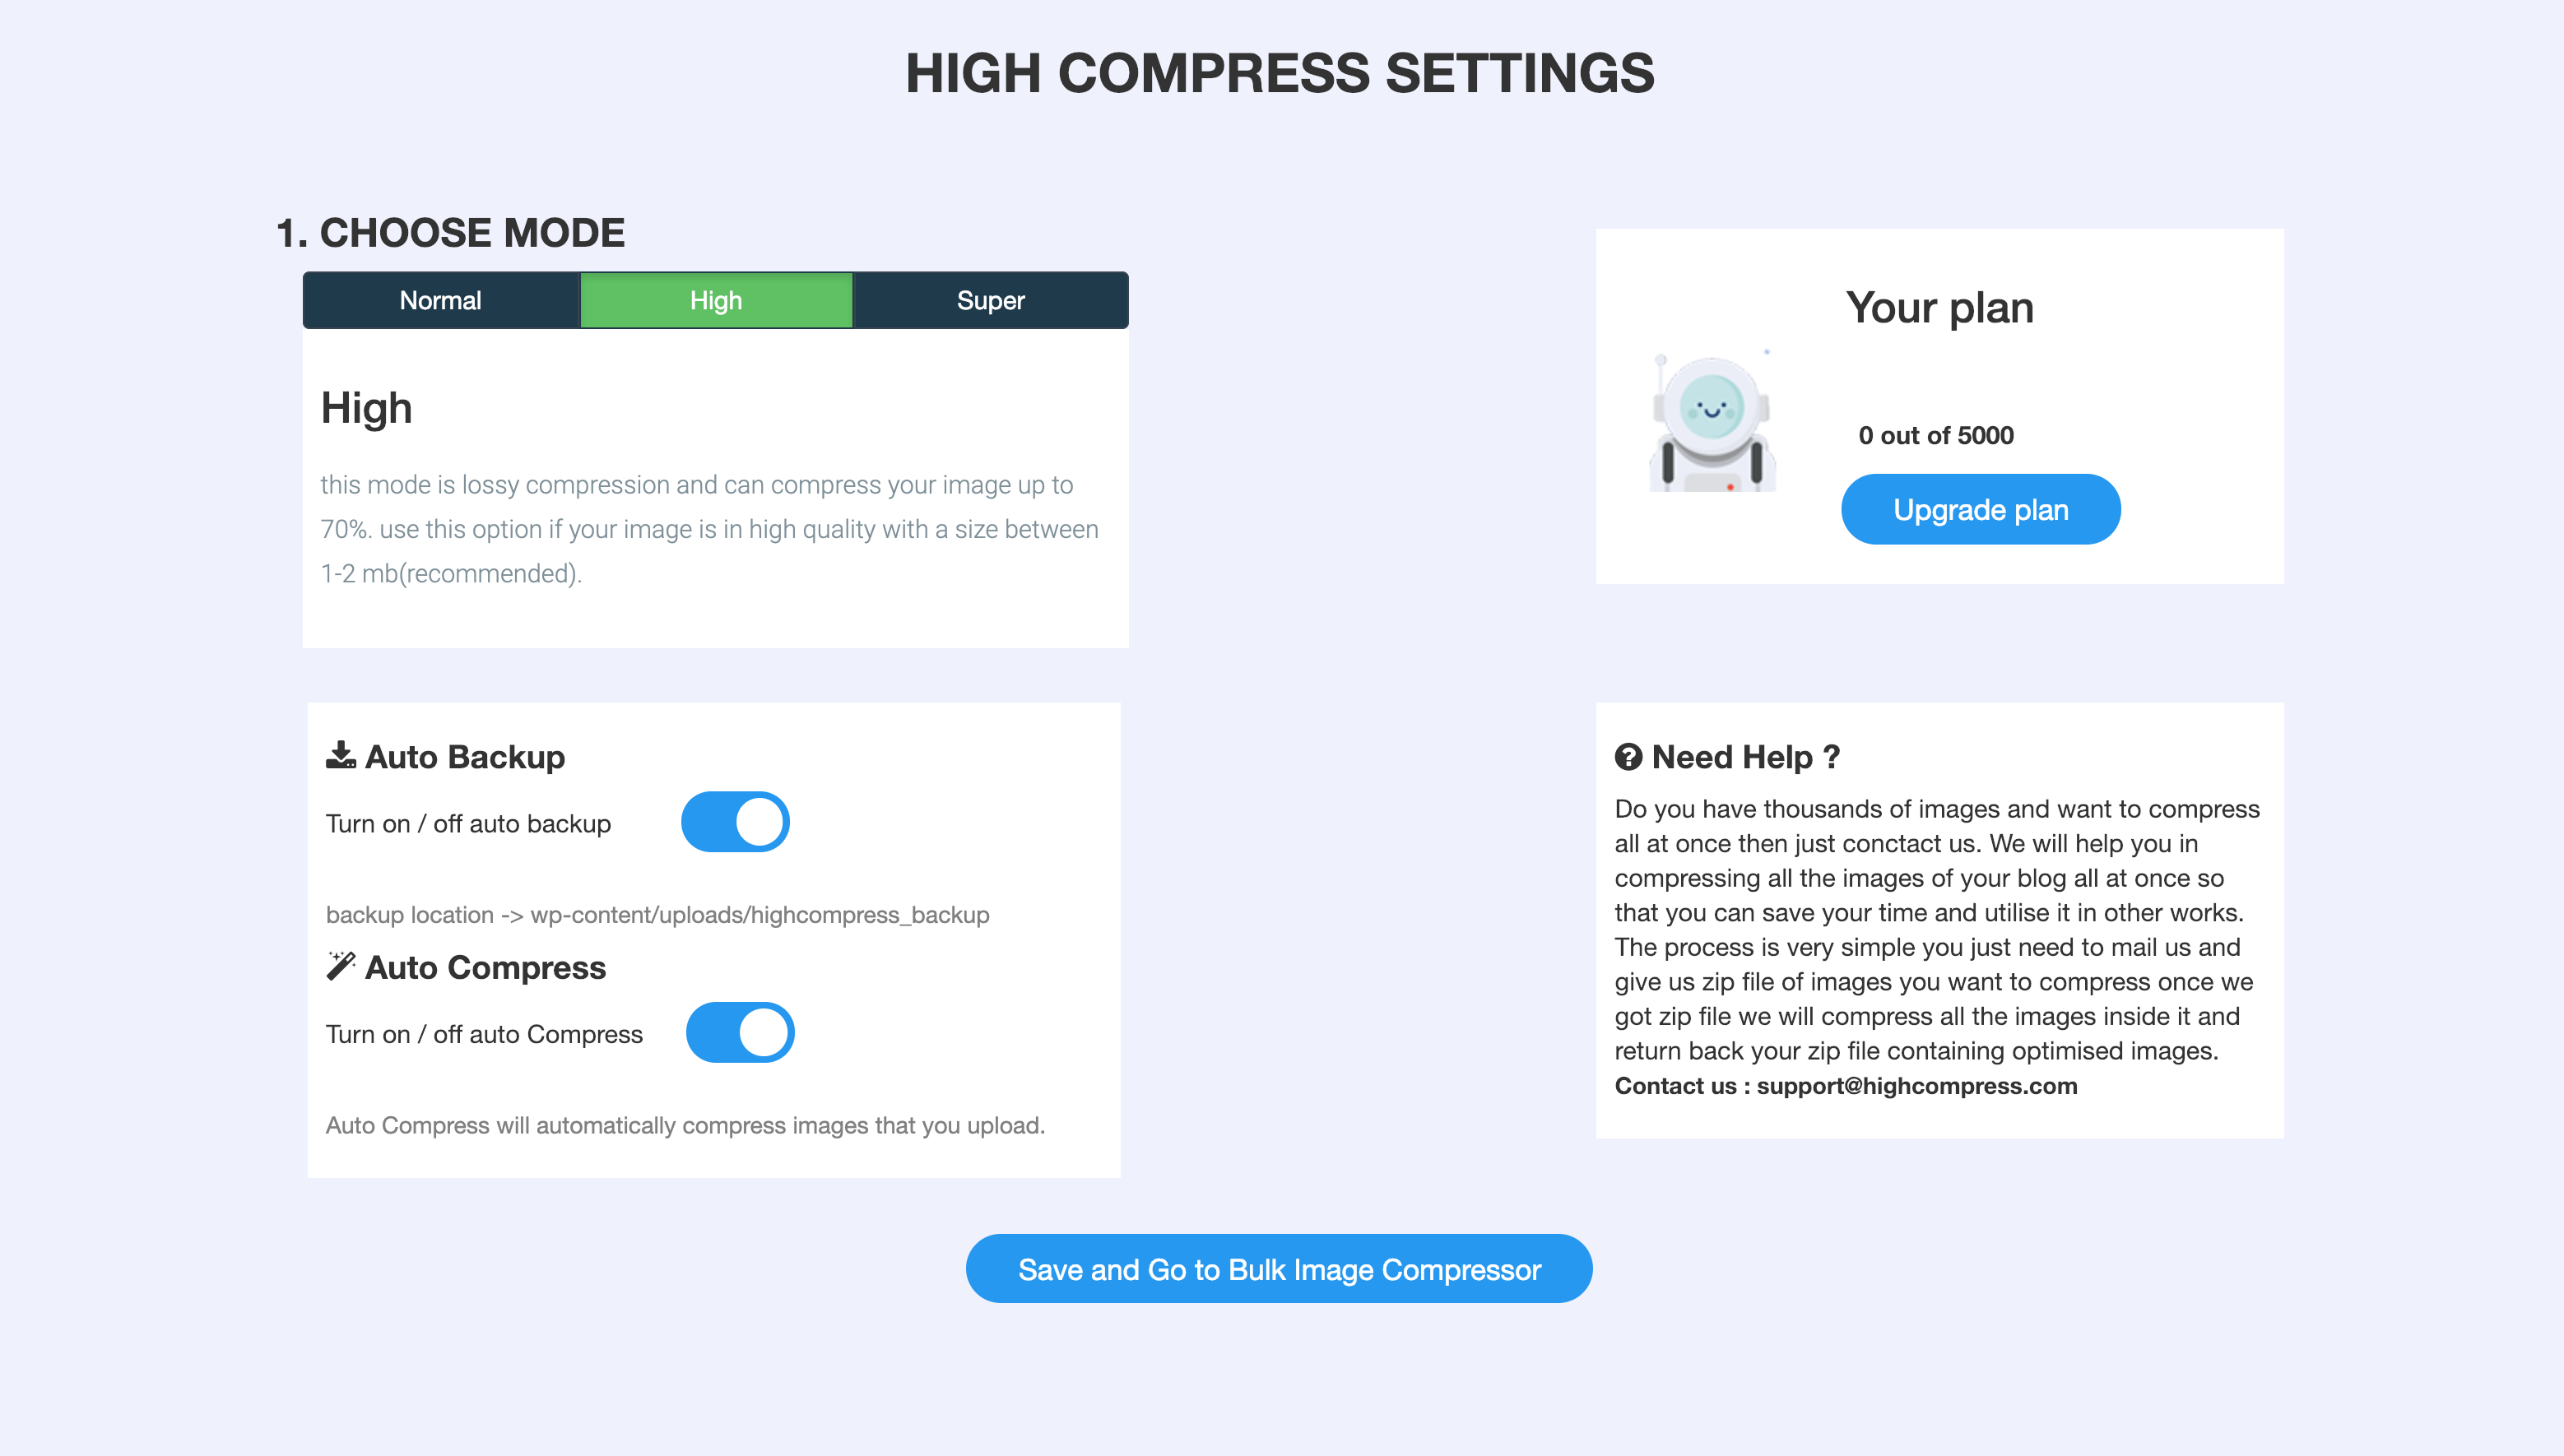 HIGH COMPRESS SETTINGS
1. CHOOSE MODE
Normal
High
Super
High
this mode is lossy compression and can compress your image up to
70%. use this option if your image is in high quality with a size between
1-2 mb(recommended).
Your plan
0 out of 5000
Upgrade plan
Auto Backup
Turn on / off auto backup
backup location -> wp-content/uploads/highcompress_backup
Auto Compress
Turn on / off auto Compress
Auto Compress will automatically compress images that you upload.
Need Help ?
Do you have thousands of images and want to compress
all at once then just conctact us. We will help you in
compressing all the images of your blog all at once so
that you can save your time and utilise it in other works.
The process is very simple you just need to mail us and
give us zip file of images you want to compress once we
got zip file we will compress all the images inside it and
return back your zip file containing optimised images.
Contact us : support@highcompress.com
Save and Go to Bulk Image Compressor